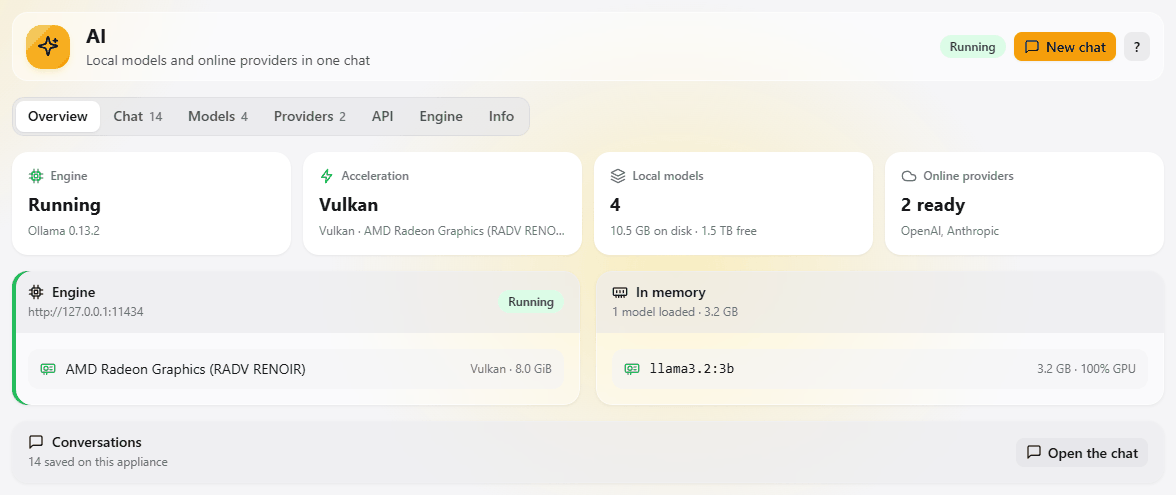 AI
Local models and online providers in one chat
Running
New chat
?
Overview
Chat 14
Models 4
Providers 2
API
Engine
Info
Engine
Running
Ollama 0.13.2
Acceleration
Vulkan
Vulkan · AMD Radeon Graphics (RADV RENO...
Local models
4
10.5 GB on disk · 1.5 TB free
Online providers
2 ready
OpenAI, Anthropic
Engine
http://127.0.0.1:11434
Running
AMD Radeon Graphics (RADV RENOIR)
Vulkan · 8.0 GiB
In memory
1 model loaded · 3.2 GB
llama3.2:3b
3.2 GB · 100% GPU
Conversations
14 saved on this appliance
Open the chat